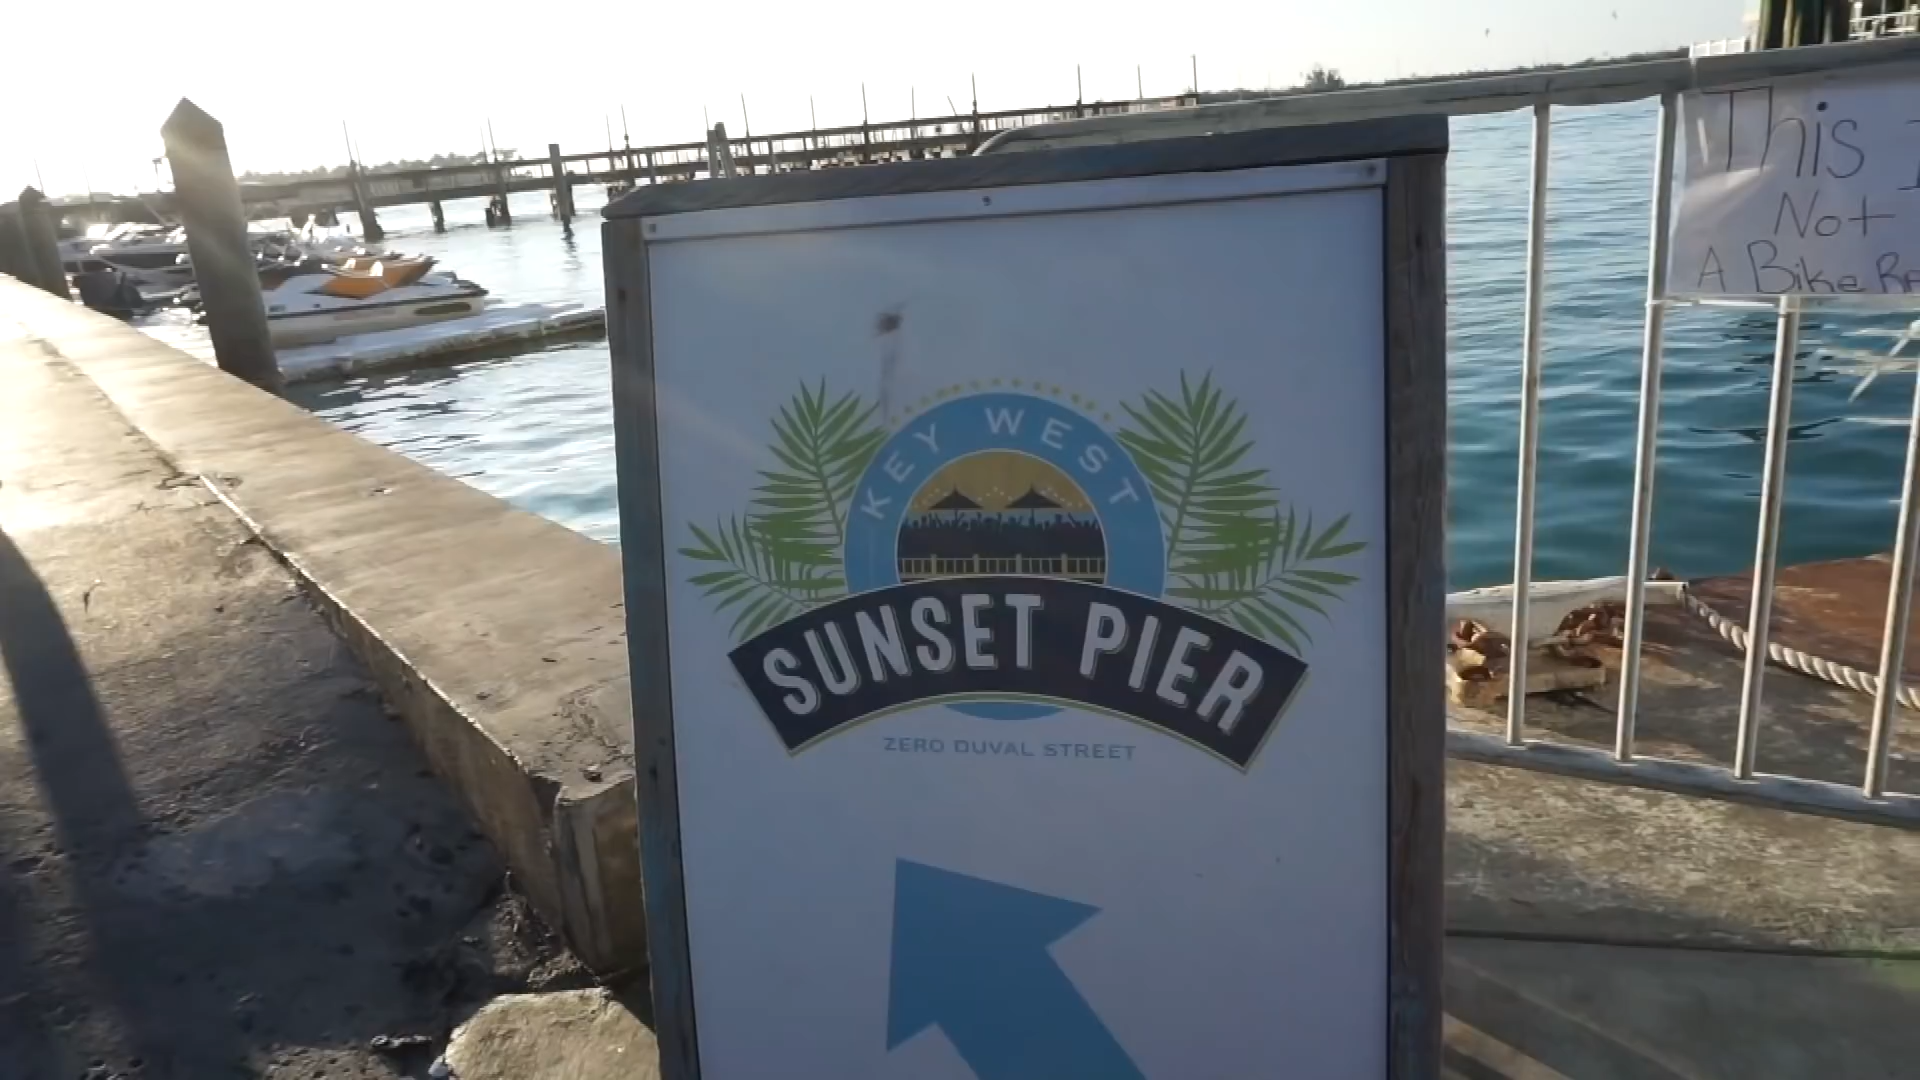 KEY WEST
SUNSET PIER
ZERO DUVAL STREET
This
Not
A Bike